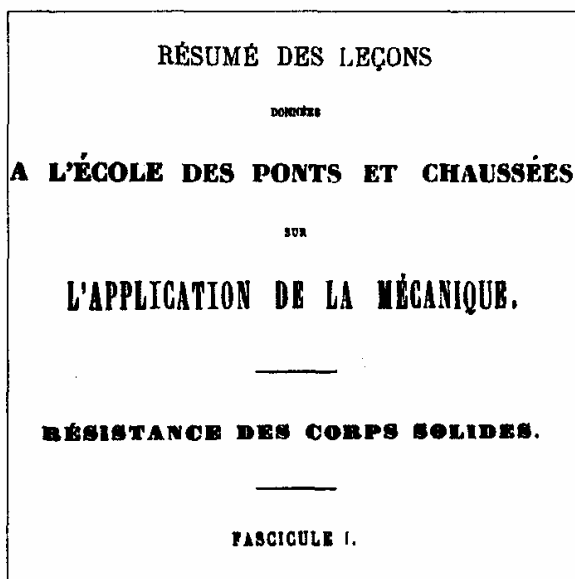 RÉSUMÉ DES LEÇONS
DONNÉES
A L'ÉCOLE DES PONTS ET CHAUSSÉES
SUR
L'APPLICATION DE LA MÉCANIQUE.
RÉSISTANCE DES CORPS SOLIDES.
FASCICULE I.